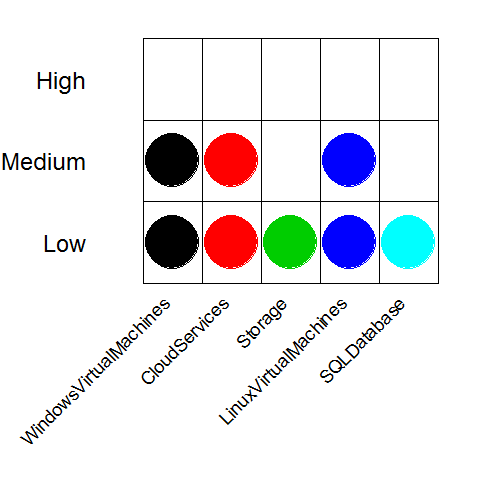 High
Medium
Low
WindowsVirtualMachines
CloudServices
Storage
LinuxVirtualMachines
SQLDatabase